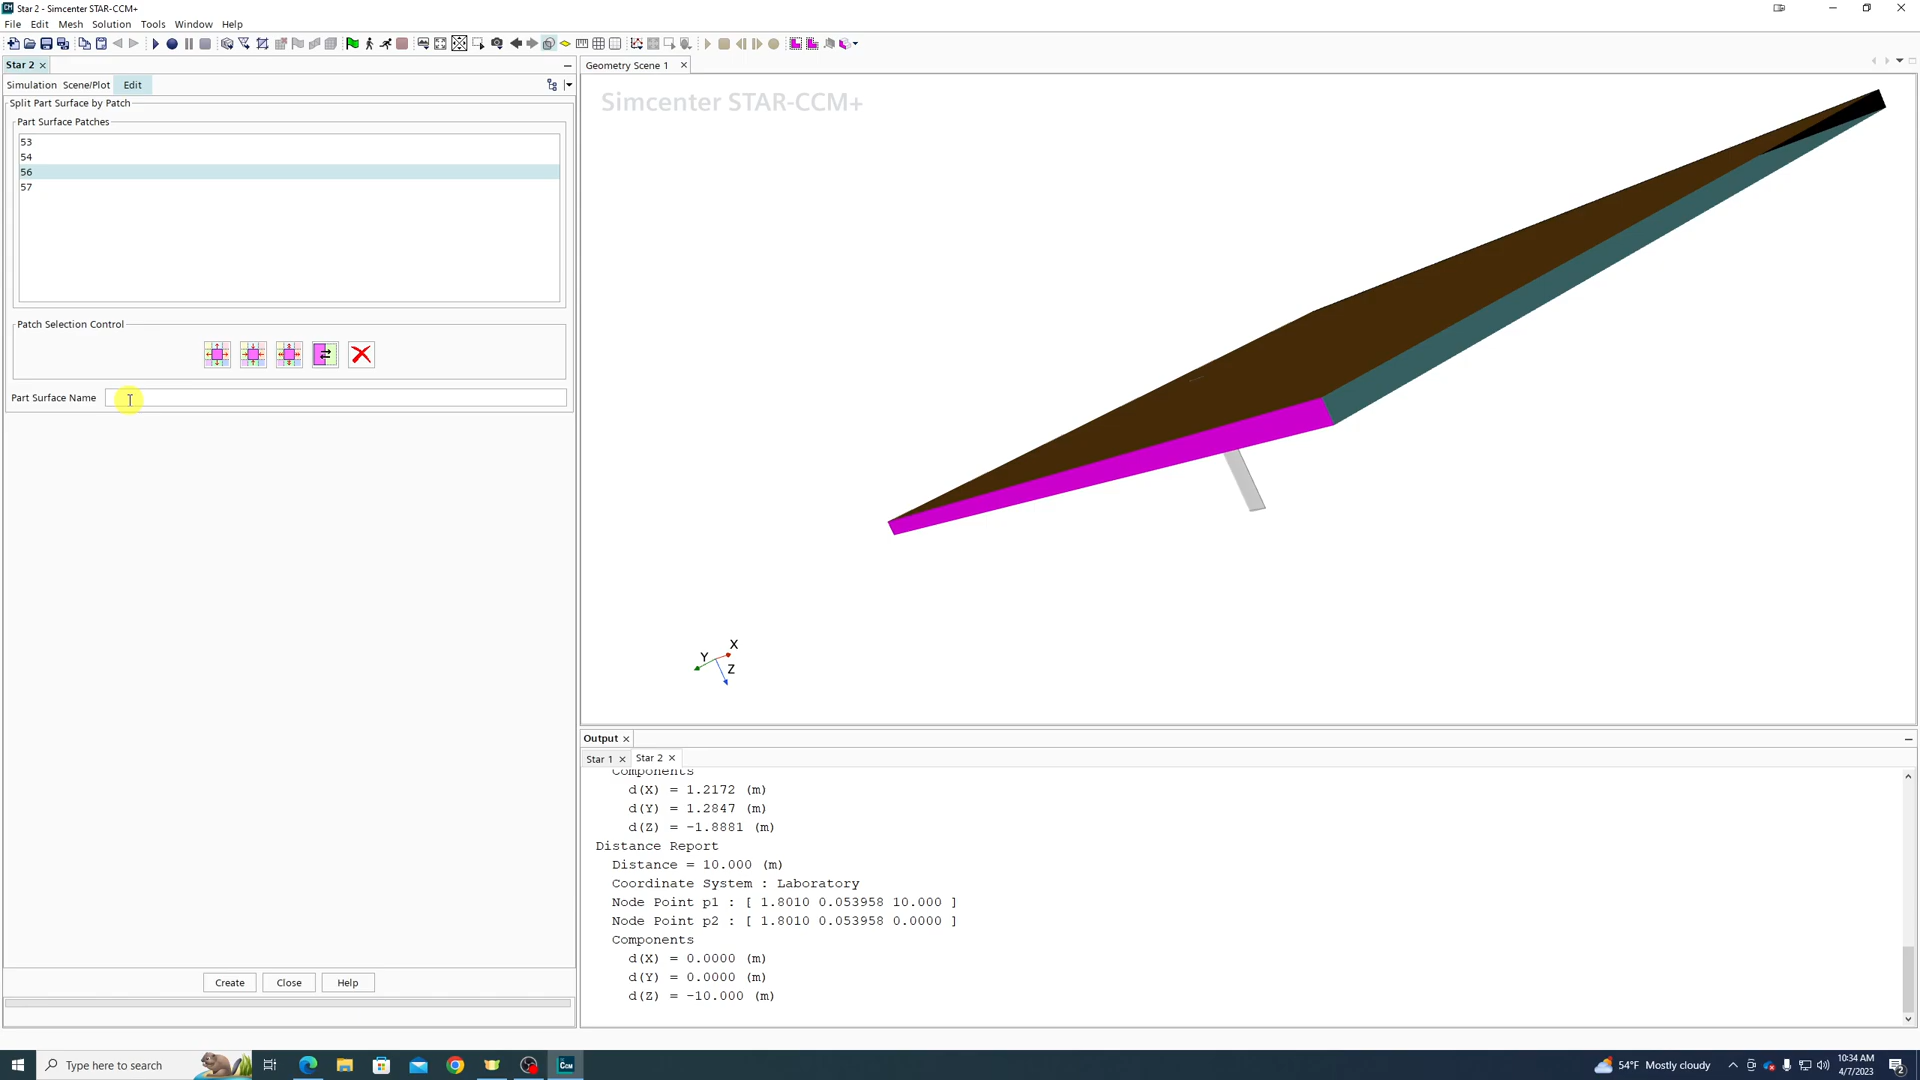 Star 2 - Simcenter STAR-CCM+
File Edit Mesh Solution Tools Window Help
Star 2
Geometry Scene 1
Simulation Scene/Plot Edit
Split Part Surface by Patch
Part Surface Patches
53
54
56
57
Patch Selection Control
Part Surface Name
Create Close Help
Simcenter STAR-CCM+
X
Y
Z
Output
Star 1 Star 2
Components
d(X) = 1.2172 (m)
d(Y) = 1.2847 (m)
d(Z) = -1.8881 (m)
Distance Report
Distance = 10.000 (m)
Coordinate System : Laboratory
Node Point p1 : [ 1.8010 0.053958 10.000 ]
Node Point p2 : [ 1.8010 0.053958 0.0000 ]
Components
d(X) = 0.0000 (m)
d(Y) = 0.0000 (m)
d(Z) = -10.000 (m)
Type here to search
54°F Mostly cloudy
10:34 AM
4/7/2023